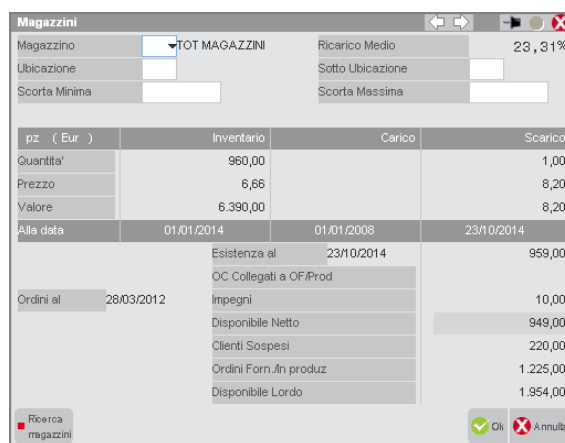 Magazzini
Magazzino TOT MAGAZZINI Ricarico Medio 23,31%
Ubicazione Sotto Ubicazione
Scorta Minima Scorta Massima
pz ( Eur ) Inventario Carico Scarico
Quantita' 960,00 1,00
Prezzo 6,66 8,20
Valore 6.390,00 8,20
Alla data 01/01/2014 01/01/2008 23/10/2014
Esistenza al 23/10/2014 959,00
OC Collegati a OF/Prod
Ordini al 28/03/2012 Impegni 10,00
Disponibile Netto 949,00
Clienti Sospesi 220,00
Ordini Forn./In produz 1.225,00
Disponibile Lordo 1.954,00
Ricerca
magazzini
Ok Annulla